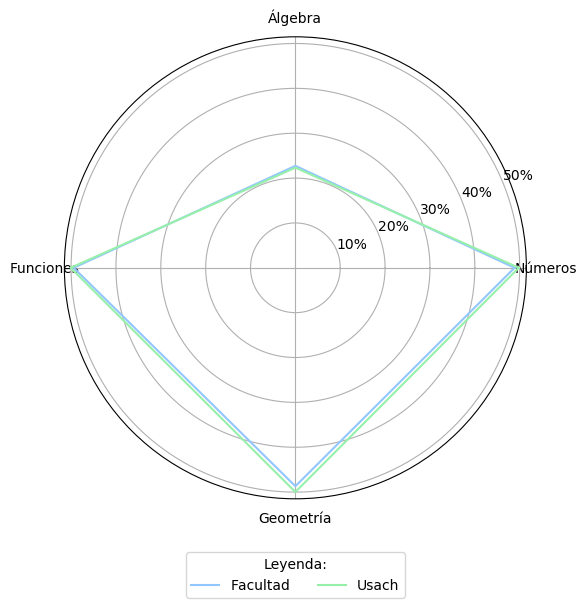 Álgebra
50%
40%
30%
20%
10%
Funciones
Números
Geometría
Leyenda:
Facultad
Usach